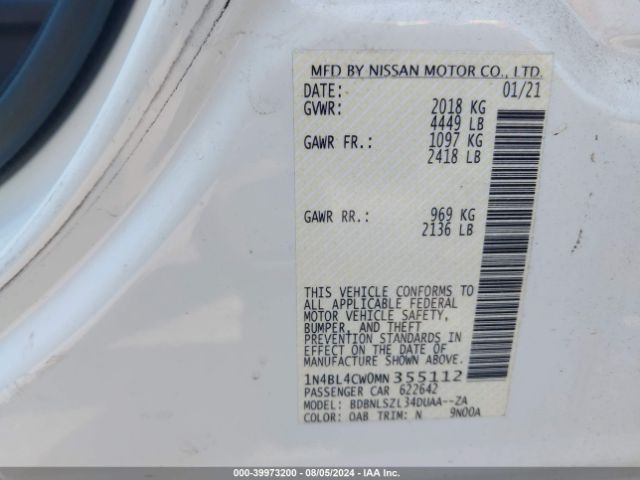 MFD BY NISSAN MOTOR CO., LTD.
DATE: 01/21
GVWR: 2018 KG
4449 LB
GAWR FR.: 1097 KG
2418 LB
GAWR RR.: 969 KG
2136 LB
THIS VEHICLE CONFORMS TO
ALL APPLICABLE FEDERAL
MOTOR VEHICLE SAFETY,
BUMPER, AND THEFT
PREVENTION STANDARDS IN
EFFECT ON THE DATE OF
MANUFACTURE SHOWN ABOVE.
1N4BL4CW0MN355112
PASSENGER CAR 622642
MODEL: BDBNLSZL34DUAA--ZA
COLOR: QAB TRIM: N 9N00A
000-39973200 - 08/05/2024 - IAA, Inc.